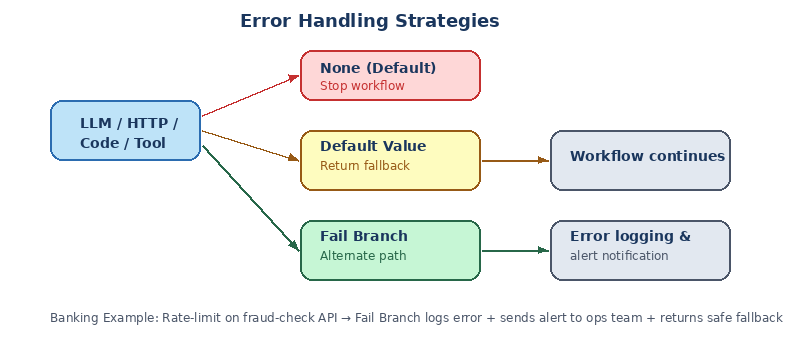 Error Handling Strategies
None (Default)
Stop workflow
LLM / HTTP /
Code / Tool
Default Value
Return fallback
Workflow continues
Fail Branch
Alternate path
Error logging &
alert notification
Banking Example: Rate-limit on fraud-check API → Fail Branch logs error + sends alert to ops team + returns safe fallback